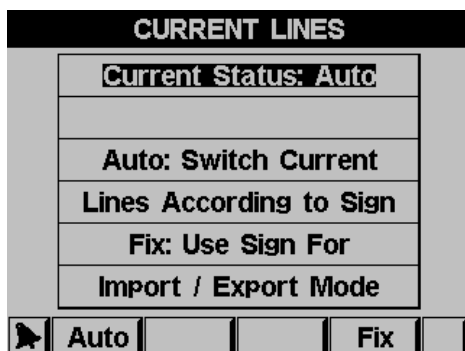 CURRENT LINES
Current Status: Auto
Auto: Switch Current
Lines According to Sign
Fix: Use Sign For
Import / Export Mode
Auto Fix